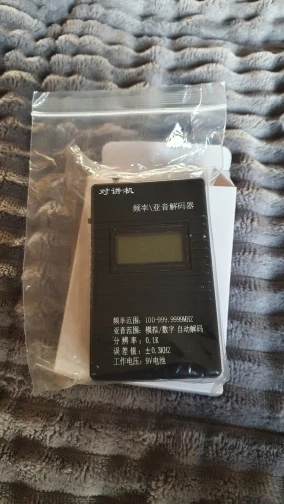 对讲机
频率\亚音解码器
频率范围: 100-999.9999MHZ
亚音范围: 模拟/数字 自动解码
分 辨 率: 0.1K
误 差 值: ±0.3KHZ
工作电压: 9V电池